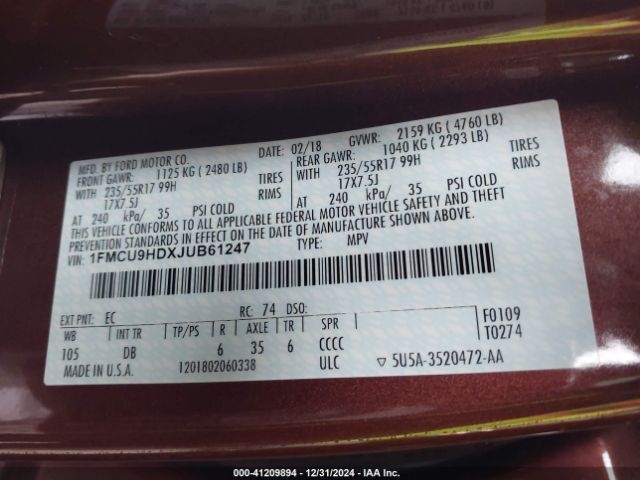 MFD. BY FORD MOTOR CO.
DATE: 02/18 GVWR: 2159 KG ( 4760 LB)
FRONT GAWR: 1125 KG ( 2480 LB)
REAR GAWR: 1040 KG ( 2293 LB)
WITH 235/55R17 99H TIRES
WITH 235/55R17 99H TIRES
17X7.5J RIMS
17X7.5J RIMS
AT 240 kPa/ 35 PSI COLD
AT 240 kPa/ 35 PSI COLD
THIS VEHICLE CONFORMS TO ALL APPLICABLE FEDERAL MOTOR VEHICLE SAFETY AND THEFT
PREVENTION STANDARDS IN EFFECT ON THE DATE OF MANUFACTURE SHOWN ABOVE.
VIN: 1FMCU9HDXJUB61247 TYPE: MPV
EXT PNT: EC RC: 74 DSO: F0109
WB INT TR TP/PS R AXLE TR SPR T0274
105 DB 6 35 6 CCCC
MADE IN U.S.A. 1201802060338 ULC ▽ 5U5A-3520472-AA
000-41209894 - 12/31/2024 - IAA Inc.